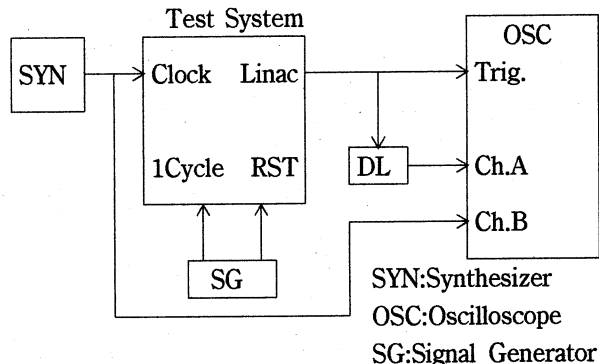 Test System
OSC
SYN
Clock
Linac
Trig.
1Cycle
RST
DL
Ch.A
Ch.B
SG
SYN:Synthesizer
OSC:Oscilloscope
SG:Signal Generator